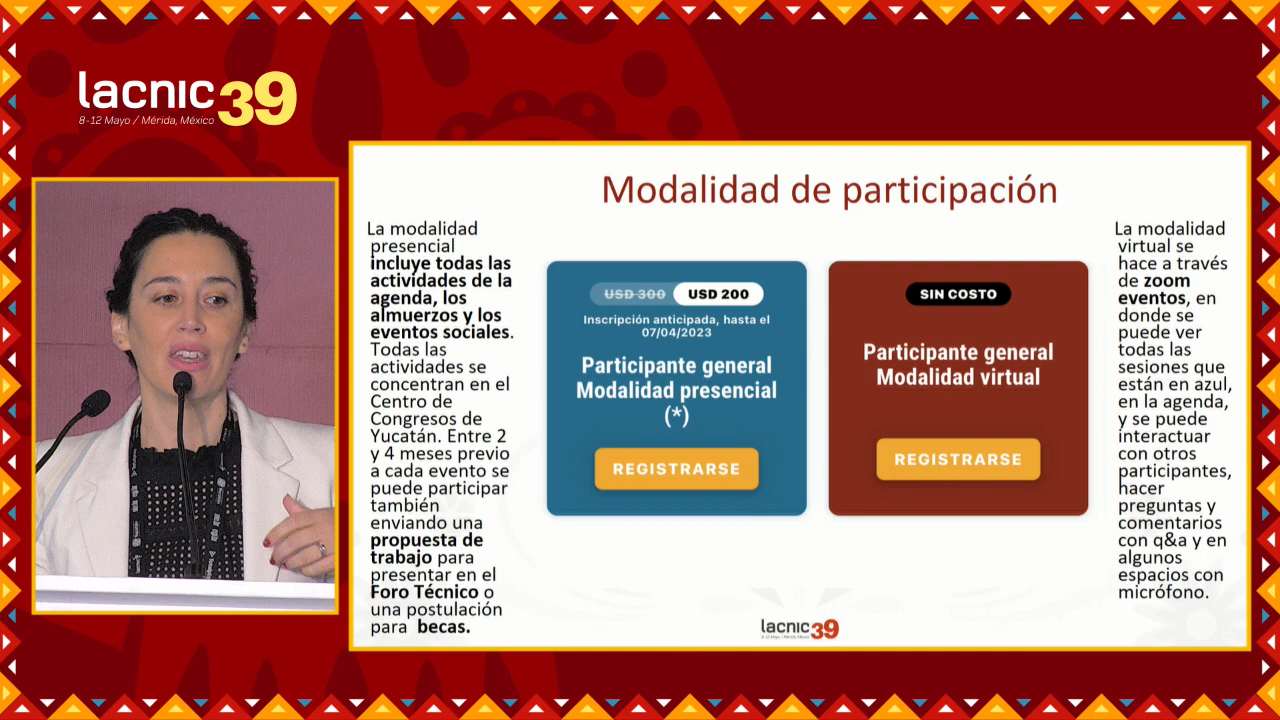 lacnic39
8-12 Mayo / Mérida, México
Modalidad de participación
La modalidad
presencial
incluye todas las
actividades de la
agenda, los
almuerzos y los
eventos sociales.
Todas las
actividades se
concentran en el
Centro de
Congresos de
Yucatán. Entre 2
y 4 meses previo
a cada evento se
puede participar
también
enviando una
propuesta de
trabajo para
presentar en el
Foro Técnico o
una postulación
para becas.
USD 300 USD 200
Inscripción anticipada, hasta el
07/04/2023
Participante general
Modalidad presencial
(*)
REGISTRARSE
SIN COSTO
Participante general
Modalidad virtual
REGISTRARSE
La modalidad
virtual se
hace a través
de zoom
eventos, en
donde se
puede ver
todas las
sesiones que
están en azul,
en la agenda,
y se puede
interactuar
con otros
participantes,
hacer
preguntas y
comentarios
con q&a y en
algunos
espacios con
micrófono.
lacnic39
8-12 Mayo / Mérida, México